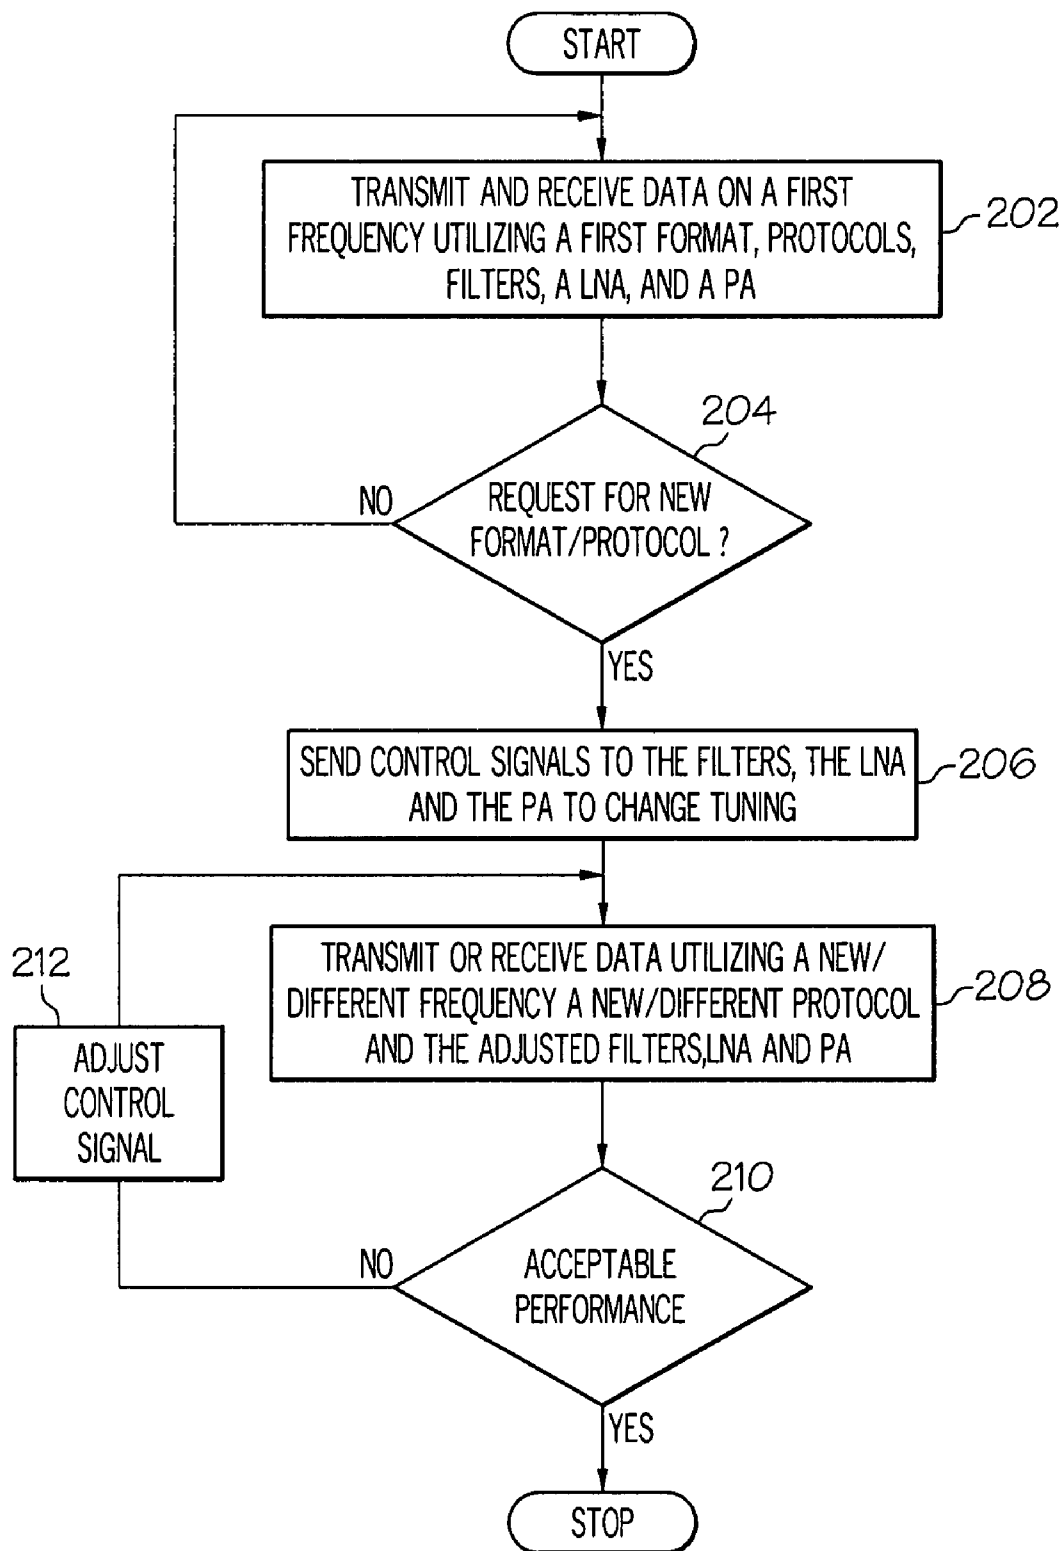 START
TRANSMIT AND RECEIVE DATA ON A FIRST
FREQUENCY UTILIZING A FIRST FORMAT, PROTOCOLS,
FILTERS, A LNA, AND A PA
202
204
REQUEST FOR NEW
FORMAT/PROTOCOL ?
NO
YES
SEND CONTROL SIGNALS TO THE FILTERS, THE LNA
AND THE PA TO CHANGE TUNING
206
TRANSMIT OR RECEIVE DATA UTILIZING A NEW/
DIFFERENT FREQUENCY A NEW/DIFFERENT PROTOCOL
AND THE ADJUSTED FILTERS,LNA AND PA
208
212
ADJUST
CONTROL
SIGNAL
210
ACCEPTABLE
PERFORMANCE
NO
YES
STOP